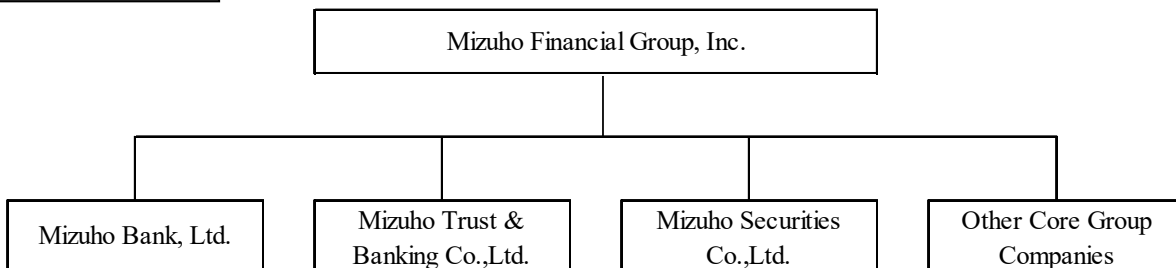 Mizuho Financial Group, Inc.
Mizuho Bank, Ltd.
Mizuho Trust &
Banking Co.,Ltd.
Mizuho Securities
Co.,Ltd.
Other Core Group
Companies